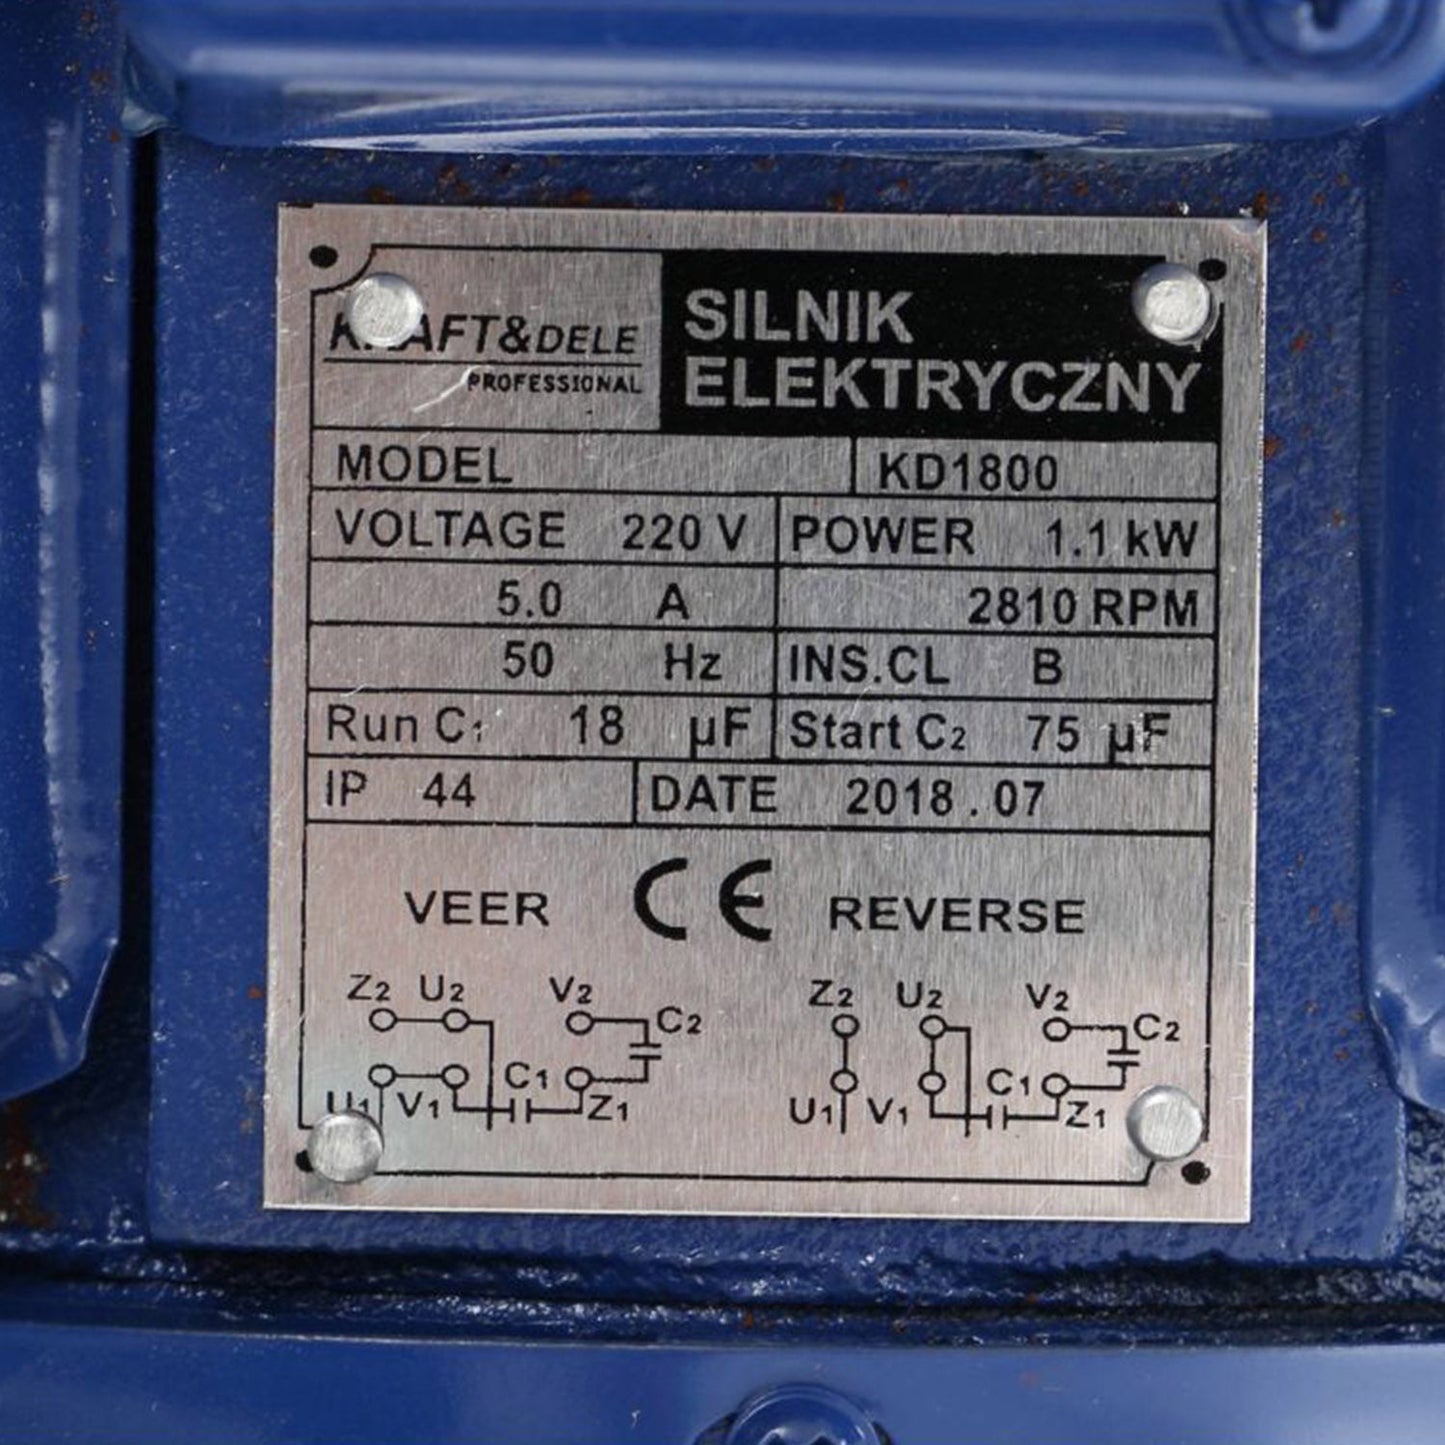 KRAFT&DELE
PROFESSIONAL
SILNIK
ELEKTRYCZNY
MODEL KD1800
VOLTAGE 220 V POWER 1.1 kW
5.0 A 2810 RPM
50 Hz INS.CL B
Run C1 18 µF Start C2 75 µF
IP 44 DATE 2018.07
VEER CE REVERSE
Z2 U2 V2 C2 Z2 U2 V2 C2
U1 V1 C1 Z1 U1 V1 C1 Z1